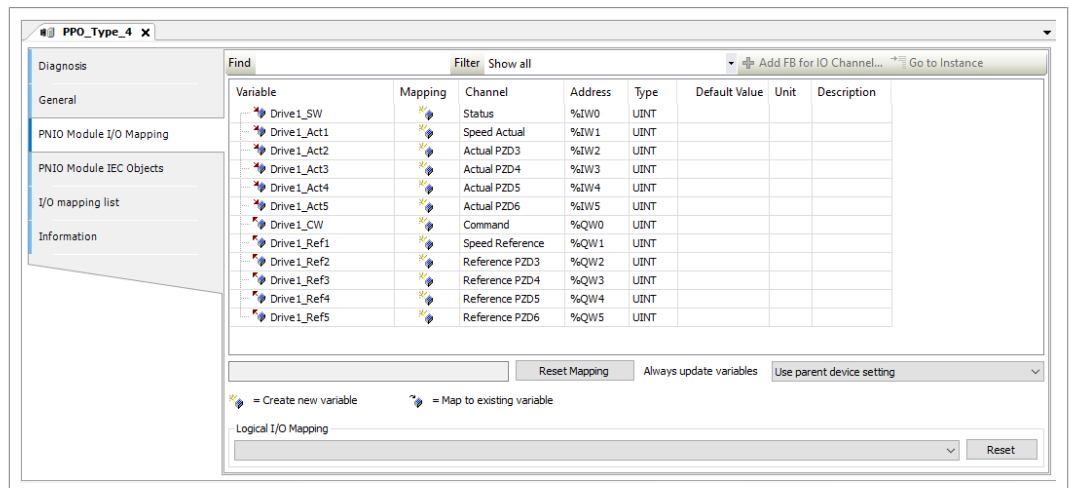 PPO_Type_4 X
Diagnosis
General
PNIO Module I/O Mapping
PNIO Module IEC Objects
I/O mapping list
Information
Find Filter Show all Add FB for IO Channel... Go to Instance
Variable Mapping Channel Address Type Default Value Unit Description
Drive1_SW Status %IW0 UINT
Drive1_Act1 Speed Actual %IW1 UINT
Drive1_Act2 Actual PZD3 %IW2 UINT
Drive1_Act3 Actual PZD4 %IW3 UINT
Drive1_Act4 Actual PZD5 %IW4 UINT
Drive1_Act5 Actual PZD6 %IW5 UINT
Drive1_CW Command %QW0 UINT
Drive1_Ref1 Speed Reference %QW1 UINT
Drive1_Ref2 Reference PZD3 %QW2 UINT
Drive1_Ref3 Reference PZD4 %QW3 UINT
Drive1_Ref4 Reference PZD5 %QW4 UINT
Drive1_Ref5 Reference PZD6 %QW5 UINT
Reset Mapping Always update variables Use parent device setting
= Create new variable = Map to existing variable
Logical I/O Mapping
Reset